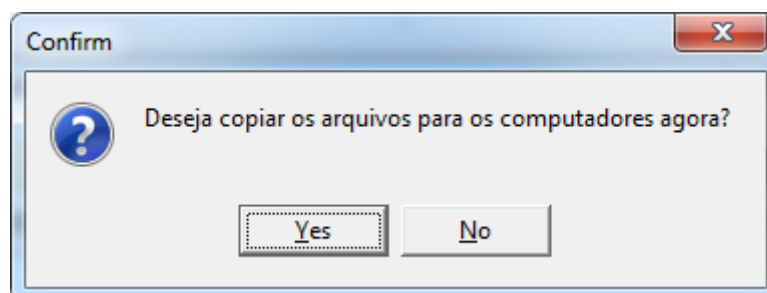 Confirm
Deseja copiar os arquivos para os computadores agora?
Yes
No